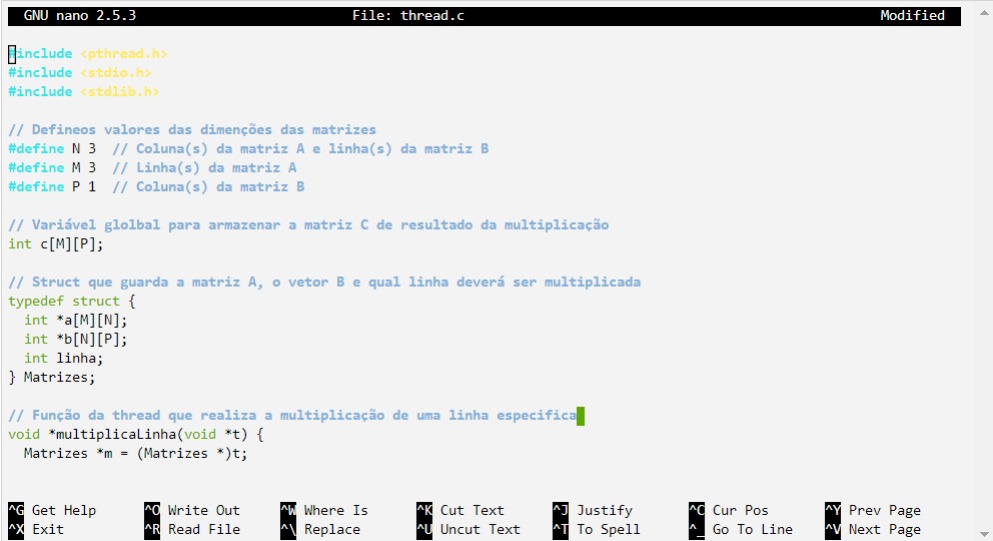 GNU nano 2.5.3 File: thread.c Modified
#include <pthread.h>
#include <stdio.h>
#include <stdlib.h>
// Defineos valores das dimenções das matrizes
#define N 3 // Coluna(s) da matriz A e linha(s) da matriz B
#define M 3 // Linha(s) da matriz A
#define P 1 // Coluna(s) da matriz B
// Variável glolbal para armazenar a matriz C de resultado da multiplicação
int c[M][P];
// Struct que guarda a matriz A, o vetor B e qual linha deverá ser multiplicada
typedef struct {
int *a[M][N];
int *b[N][P];
int linha;
} Matrizes;
// Função da thread que realiza a multiplicação de uma linha especifica
void *multiplicaLinha(void *t) {
Matrizes *m = (Matrizes *)t;
^G Get Help ^O Write Out ^W Where Is ^K Cut Text ^J Justify ^C Cur Pos ^Y Prev Page
^X Exit ^R Read File ^\ Replace ^U Uncut Text ^T To Spell ^_ Go To Line ^V Next Page